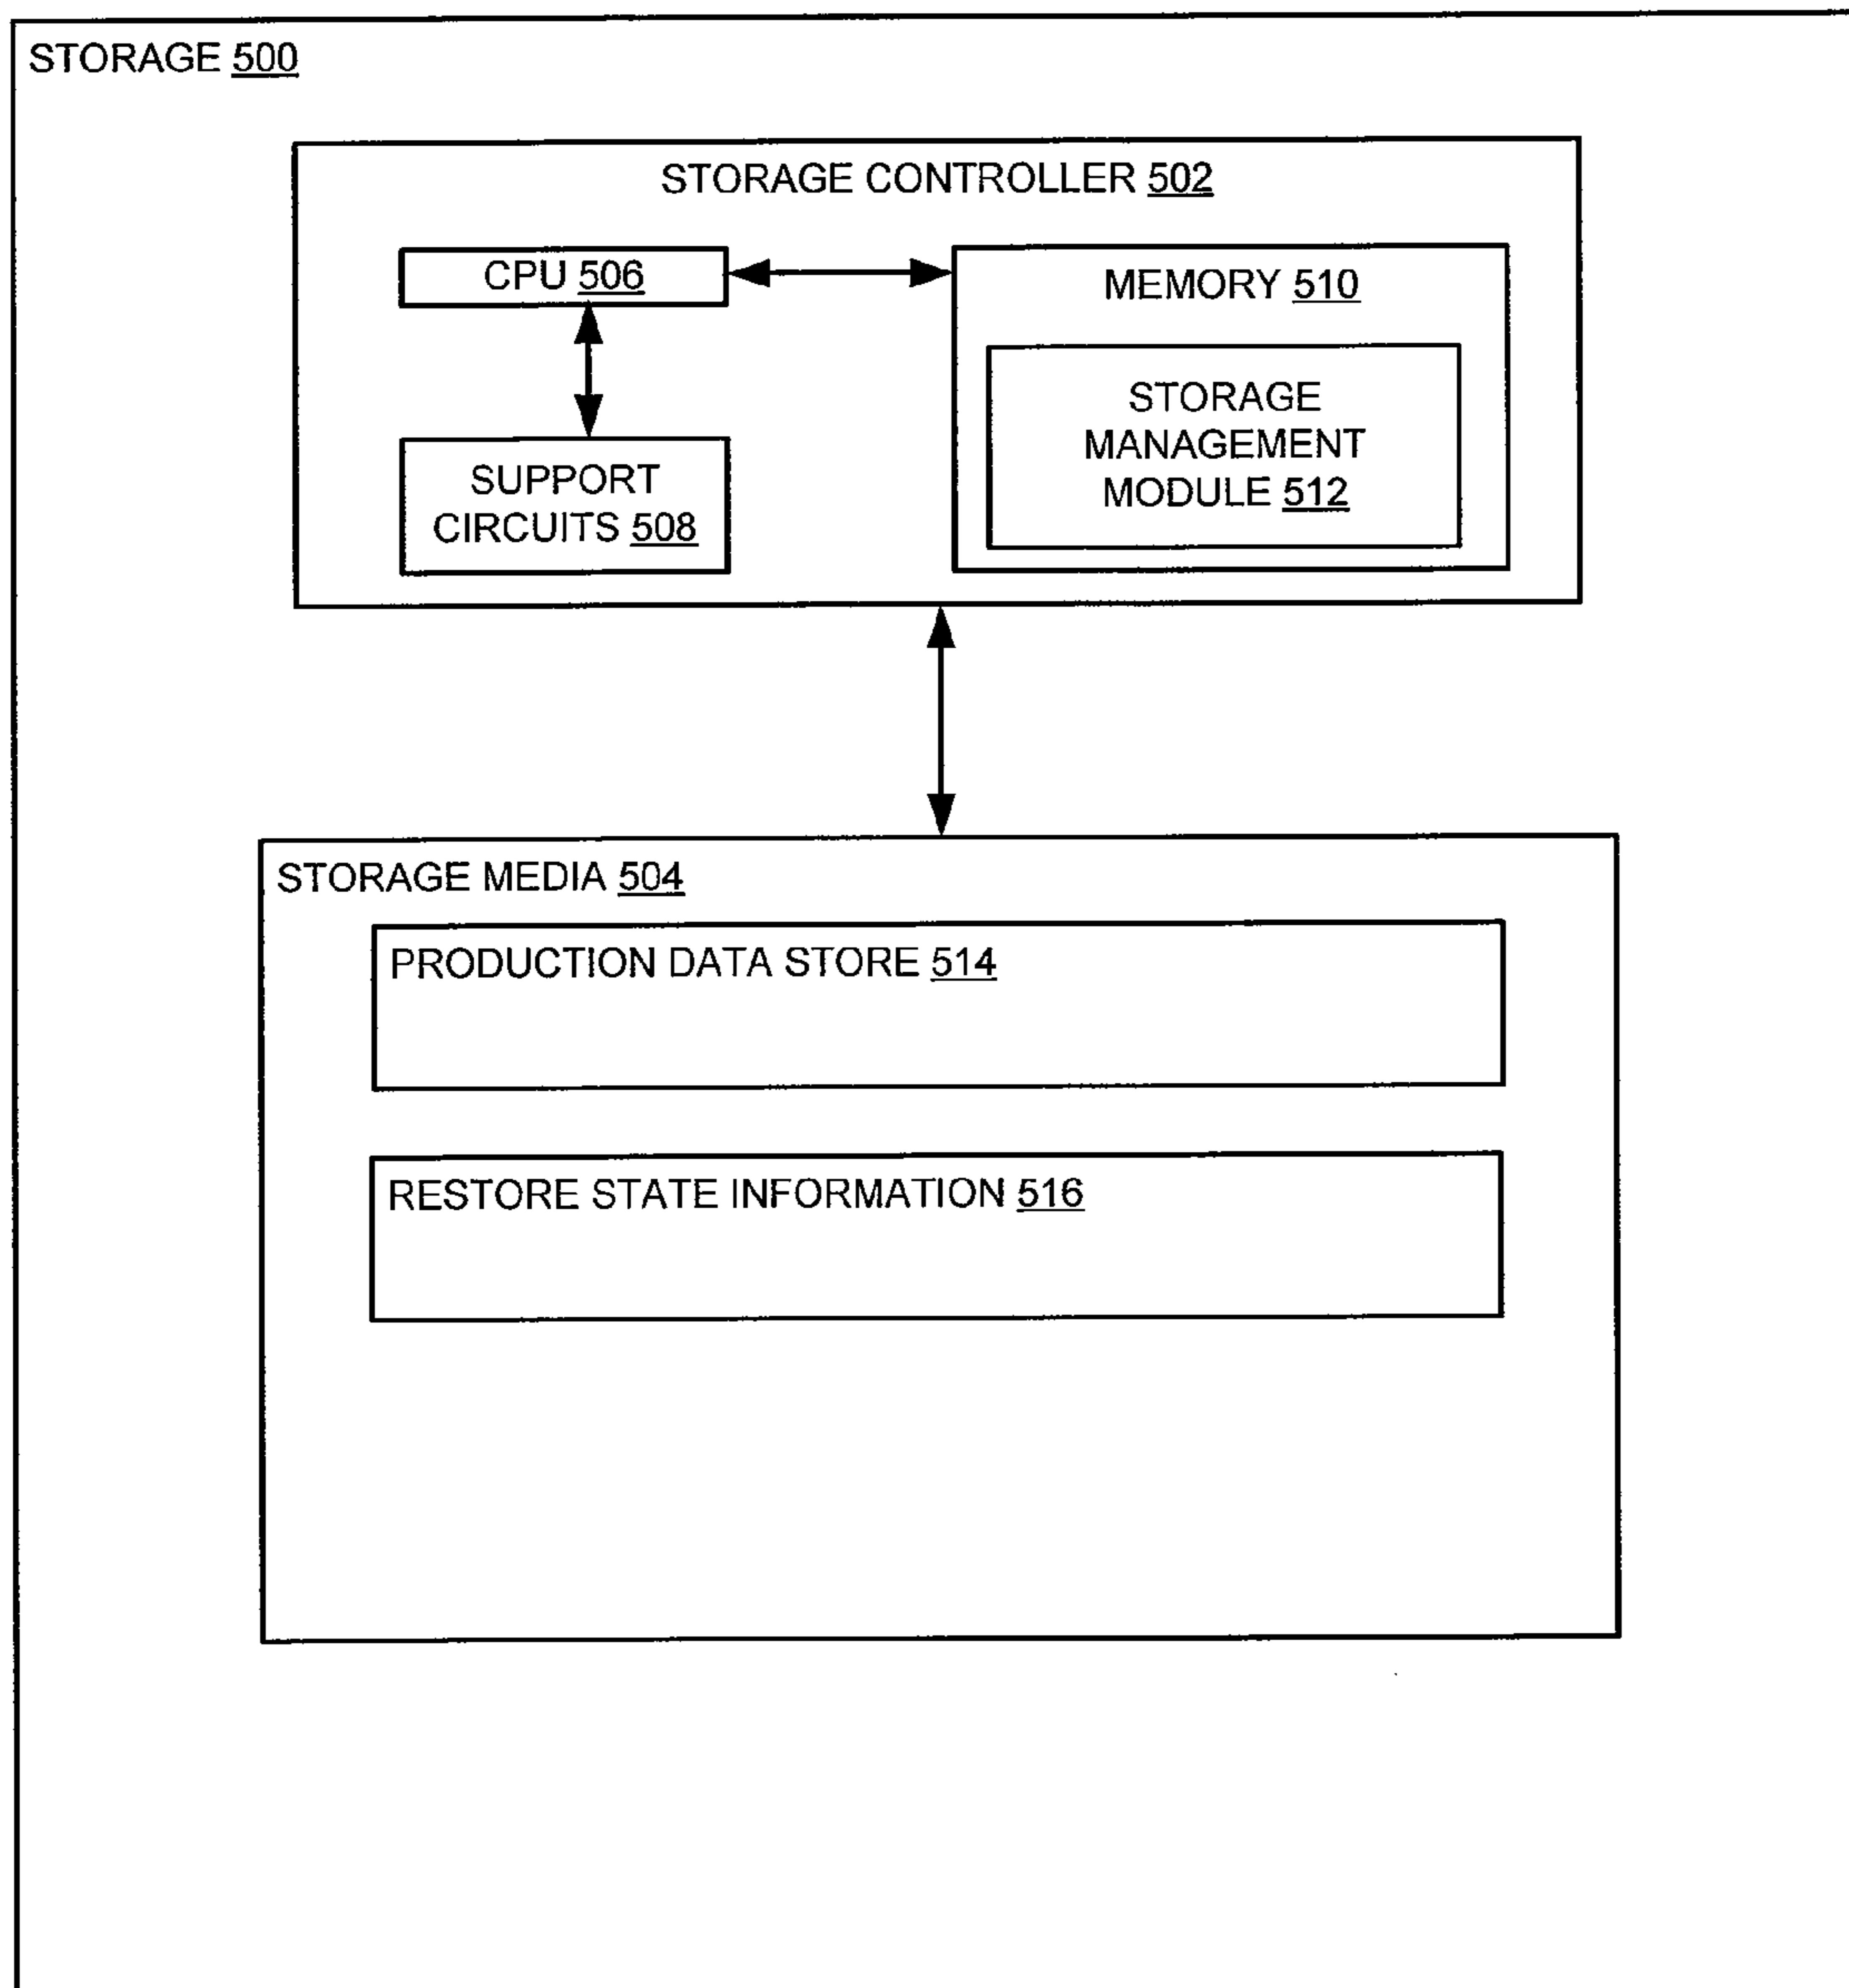 STORAGE 500
STORAGE CONTROLLER 502
CPU 506
MEMORY 510
STORAGE
MANAGEMENT
MODULE 512
SUPPORT
CIRCUITS 508
STORAGE MEDIA 504
PRODUCTION DATA STORE 514
RESTORE STATE INFORMATION 516